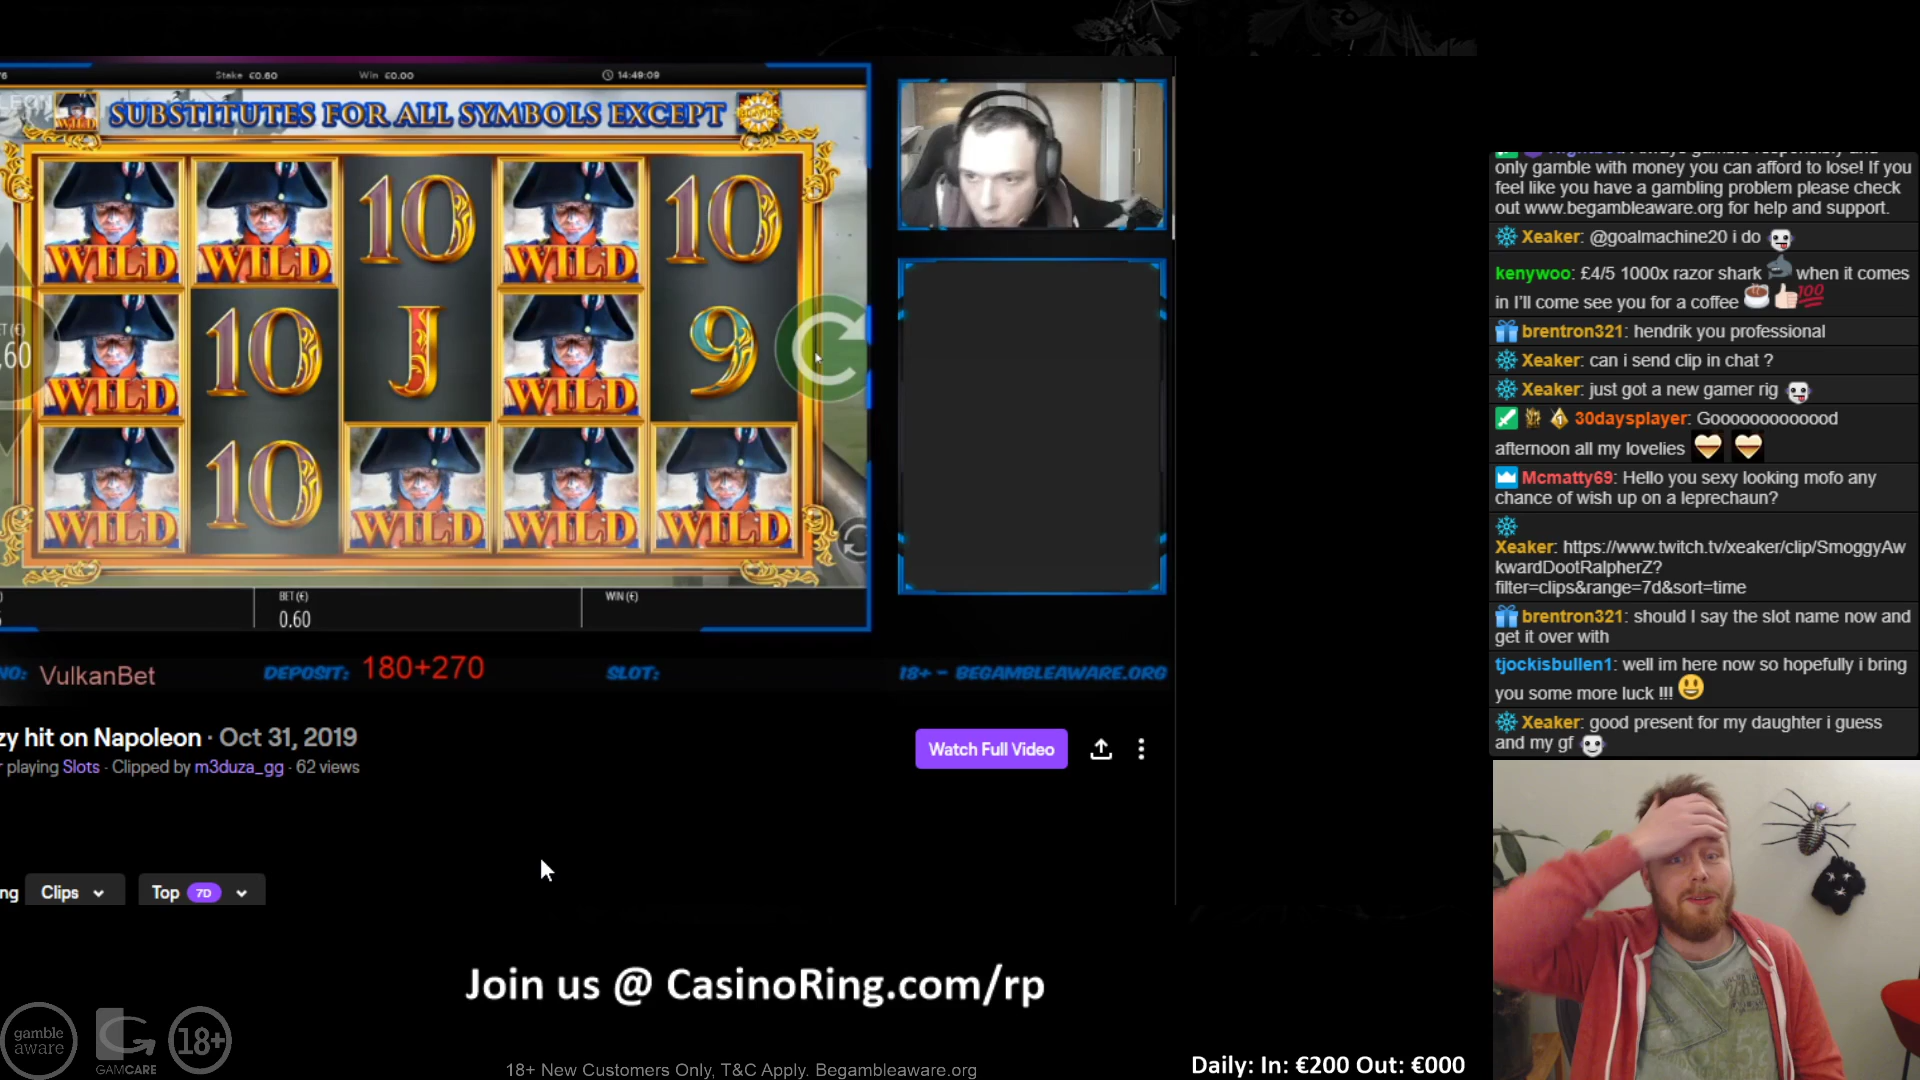 Stake €0.60 Win €0.00 14:49:09
SUBSTITUTES FOR ALL SYMBOLS EXCEPT
WILD WILD 10 WILD 10
WILD 10 J WILD 9
WILD 10 WILD WILD WILD
BET (€) WIN (€)
0.60
VulkanBet DEPOSIT: 180+270 SLOT: 18+ - BEGAMBLEAWARE.ORG
zy hit on Napoleon · Oct 31, 2019
playing Slots · Clipped by m3duza_gg · 62 views
Watch Full Video
ng Clips Top 7D
Join us @ CasinoRing.com/rp
gamble
aware
GAMCARE
18+
18+ New Customers Only, T&C Apply. Begambleaware.org
Daily: In: €200 Out: €000
only gamble with money you can afford to lose! If you
feel like you have a gambling problem please check
out www.begambleaware.org for help and support.
Xeaker: @goalmachine20 i do
kenywoo: £4/5 1000x razor shark when it comes
in I'll come see you for a coffee 100
brentron321: hendrik you professional
Xeaker: can i send clip in chat ?
Xeaker: just got a new gamer rig
30daysplayer: Gooooooooooood
afternoon all my lovelies
Mcmatty69: Hello you sexy looking mofo any
chance of wish up on a leprechaun?
Xeaker: https://www.twitch.tv/xeaker/clip/SmoggyAw
kwardDootRalpherZ?
filter=clips&range=7d&sort=time
brentron321: should I say the slot name now and
get it over with
tjockisbullen1: well im here now so hopefully i bring
you some more luck !!!
Xeaker: good present for my daughter i guess
and my gf